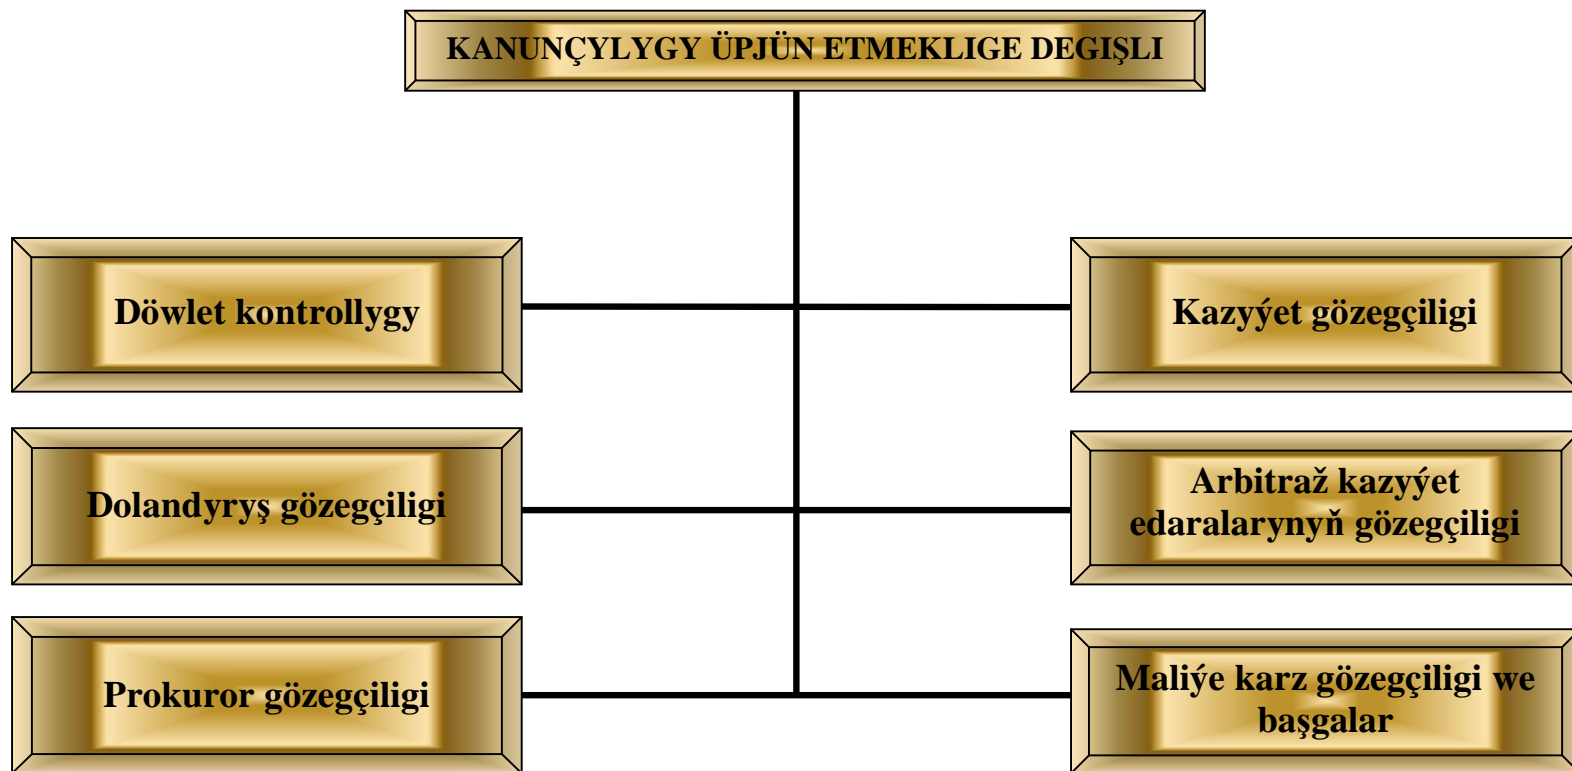 KANUNÇYLYGY ÜPJÜN ETMEKLIGE DEGIŞLI
Döwlet kontrollygy
Kazyýet gözegçiligi
Dolandyryş gözegçiligi
Arbitraž kazyýet
edaralarynyň gözegçiligi
Prokuror gözegçiligi
Maliýe karz gözegçiligi we
başgalar